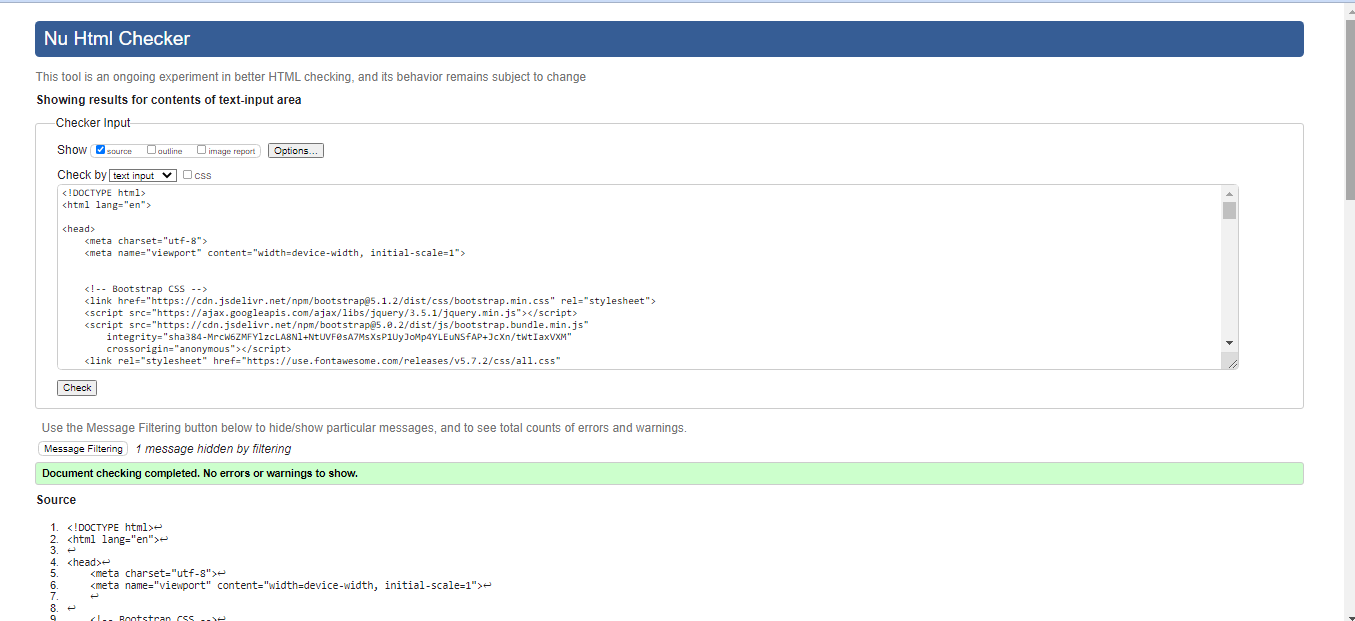 Nu Html Checker
This tool is an ongoing experiment in better HTML checking, and its behavior remains subject to change
Showing results for contents of text-input area
Checker Input
Show source outline image report Options...
Check by text input css
<!DOCTYPE html>
<html lang="en">
<head>
<meta charset="utf-8">
<meta name="viewport" content="width=device-width, initial-scale=1">
<!-- Bootstrap CSS -->
<link href="https://cdn.jsdelivr.net/npm/bootstrap@5.1.2/dist/css/bootstrap.min.css" rel="stylesheet">
<script src="https://ajax.googleapis.com/ajax/libs/jquery/3.5.1/jquery.min.js"></script>
<script src="https://cdn.jsdelivr.net/npm/bootstrap@5.0.2/dist/js/bootstrap.bundle.min.js"
integrity="sha384-MrcW6ZMFYlzcLA8Nl+NtUVF0sA7MsXsP1UyJoMp4YLEuNSfAP+JcXn/tWtIaxVXM"
crossorigin="anonymous"></script>
<link rel="stylesheet" href="https://use.fontawesome.com/releases/v5.7.2/css/all.css"
Check
Use the Message Filtering button below to hide/show particular messages, and to see total counts of errors and warnings.
Message Filtering 1 message hidden by filtering
Document checking completed. No errors or warnings to show.
Source
1. <!DOCTYPE html>↩
2. <html lang="en">↩
3. ↩
4. <head>↩
5. <meta charset="utf-8">↩
6. <meta name="viewport" content="width=device-width, initial-scale=1">↩
7. ↩
8. ↩
9. <!-- Bootstrap CSS -->↩